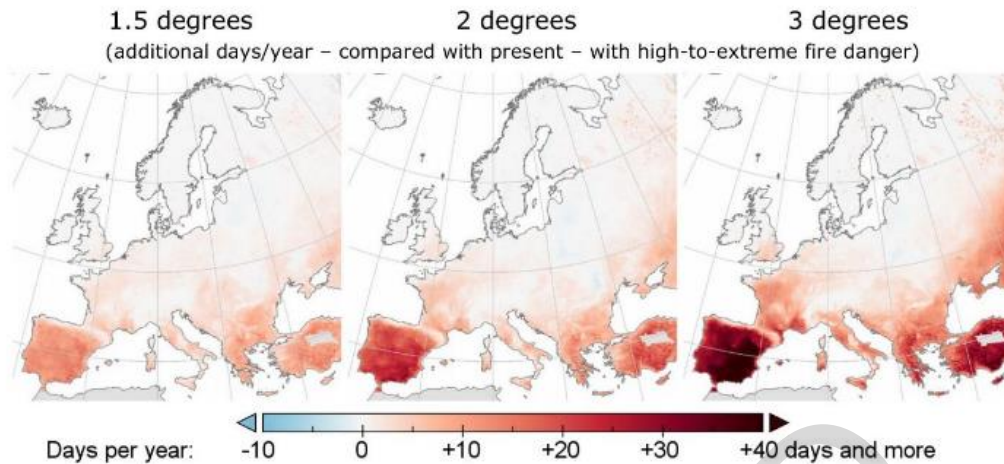 1.5 degrees 2 degrees 3 degrees
(additional days/year – compared with present – with high-to-extreme fire danger)
Days per year: -10 0 +10 +20 +30 +40 days and more